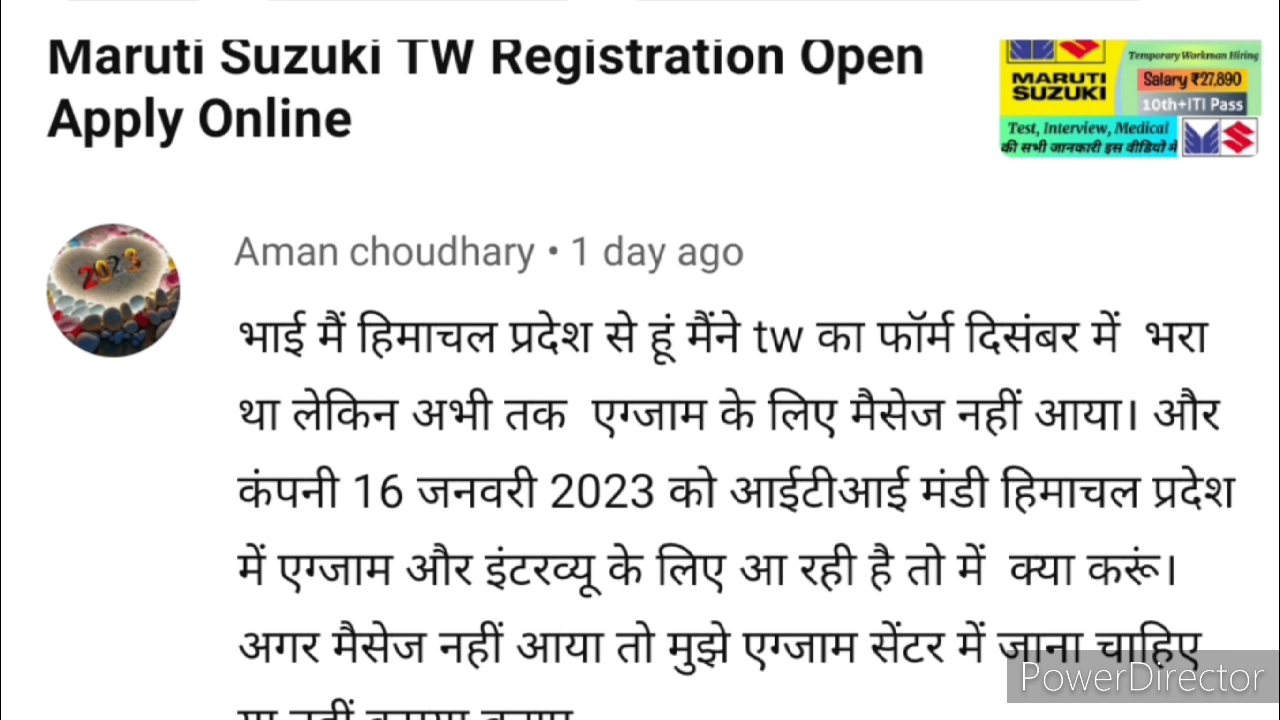 Maruti Suzuki TW Registration Open
Apply Online
Temporary Workman Hiring
MARUTI
SUZUKI
Salary ₹27,890
10th+ITI Pass
Test, Interview, Medical
की सभी जानकारी इस वीडियो में
2023
Aman choudhary • 1 day ago
भाई मैं हिमाचल प्रदेश से हूं मैंने tw का फॉर्म दिसंबर में भरा
था लेकिन अभी तक एग्जाम के लिए मैसेज नहीं आया। और
कंपनी 16 जनवरी 2023 को आईटीआई मंडी हिमाचल प्रदेश
में एग्जाम और इंटरव्यू के लिए आ रही है तो में क्या करूं।
अगर मैसेज नहीं आया तो मुझे एग्जाम सेंटर में जाना चाहिए
PowerDirector